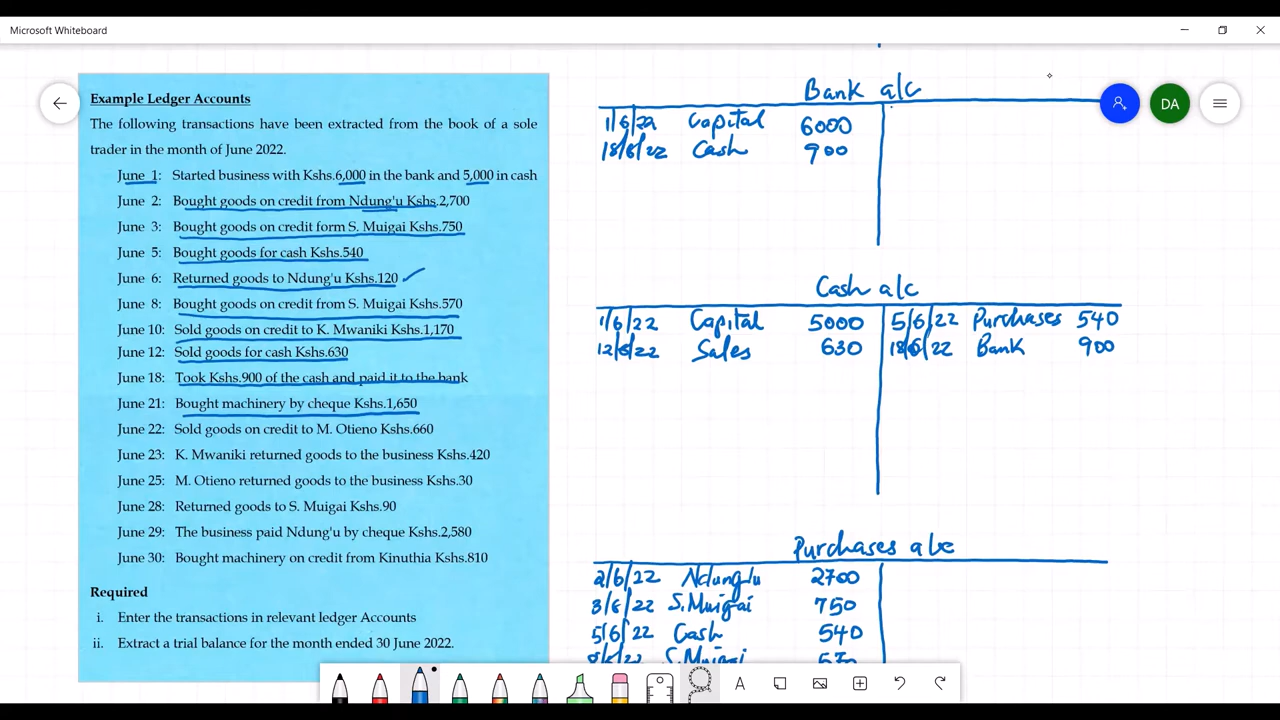 Microsoft Whiteboard
Example Ledger Accounts
The following transactions have been extracted from the book of a sole
trader in the month of June 2022.
June 1: Started business with Kshs.6,000 in the bank and 5,000 in cash
June 2: Bought goods on credit from Ndung'u Kshs.2,700
June 3: Bought goods on credit form S. Muigai Kshs.750
June 5: Bought goods for cash Kshs.540
June 6: Returned goods to Ndung'u Kshs.120
June 8: Bought goods on credit from S. Muigai Kshs.570
June 10: Sold goods on credit to K. Mwaniki Kshs.1,170
June 12: Sold goods for cash Kshs.630
June 18: Took Kshs.900 of the cash and paid it to the bank
June 21: Bought machinery by cheque Kshs.1,650
June 22: Sold goods on credit to M. Otieno Kshs.660
June 23: K. Mwaniki returned goods to the business Kshs.420
June 25: M. Otieno returned goods to the business Kshs.30
June 28: Returned goods to S. Muigai Kshs.90
June 29: The business paid Ndung'u by cheque Kshs.2,580
June 30: Bought machinery on credit from Kinuthia Kshs.810
Required
i. Enter the transactions in relevant ledger Accounts
ii. Extract a trial balance for the month ended 30 June 2022.
Bank a/c
1/6/22 Capital 6000
18/6/22 Cash 900
Cash a/c
1/6/22 Capital 5000 5/6/22 Purchases 540
12/6/22 Sales 630 18/6/22 Bank 900
Purchases a/c
2/6/22 Ndung'u 2700
3/6/22 S.Muigai 750
5/6/22 Cash 540
8/6/22 S.Muigai 570
DA
A